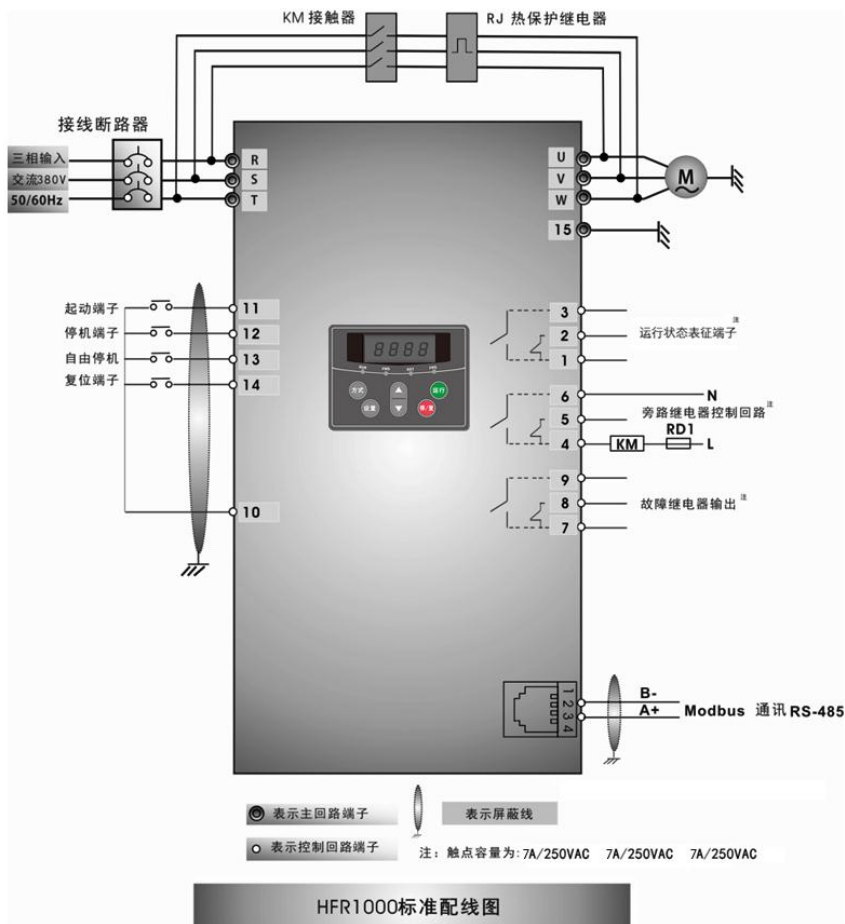 KM 接触器
RJ 热保护继电器
接线断路器
三相输入
交流380V
50/60Hz
R
S
T
U
V
W
M
15
起动端子
停机端子
自由停机
复位端子
11
12
13
14
10
8888
方式
设置
运行
停/复
3
2
1
运行状态表征端子 注
6
5
4
N
旁路继电器控制回路 注
KM
RD1
L
9
8
7
故障继电器输出 注
1
2
3
4
B-
A+
Modbus 通讯 RS-485
表示主回路端子
表示屏蔽线
表示控制回路端子
注：触点容量为: 7A/250VAC 7A/250VAC 7A/250VAC
HFR1000标准配线图